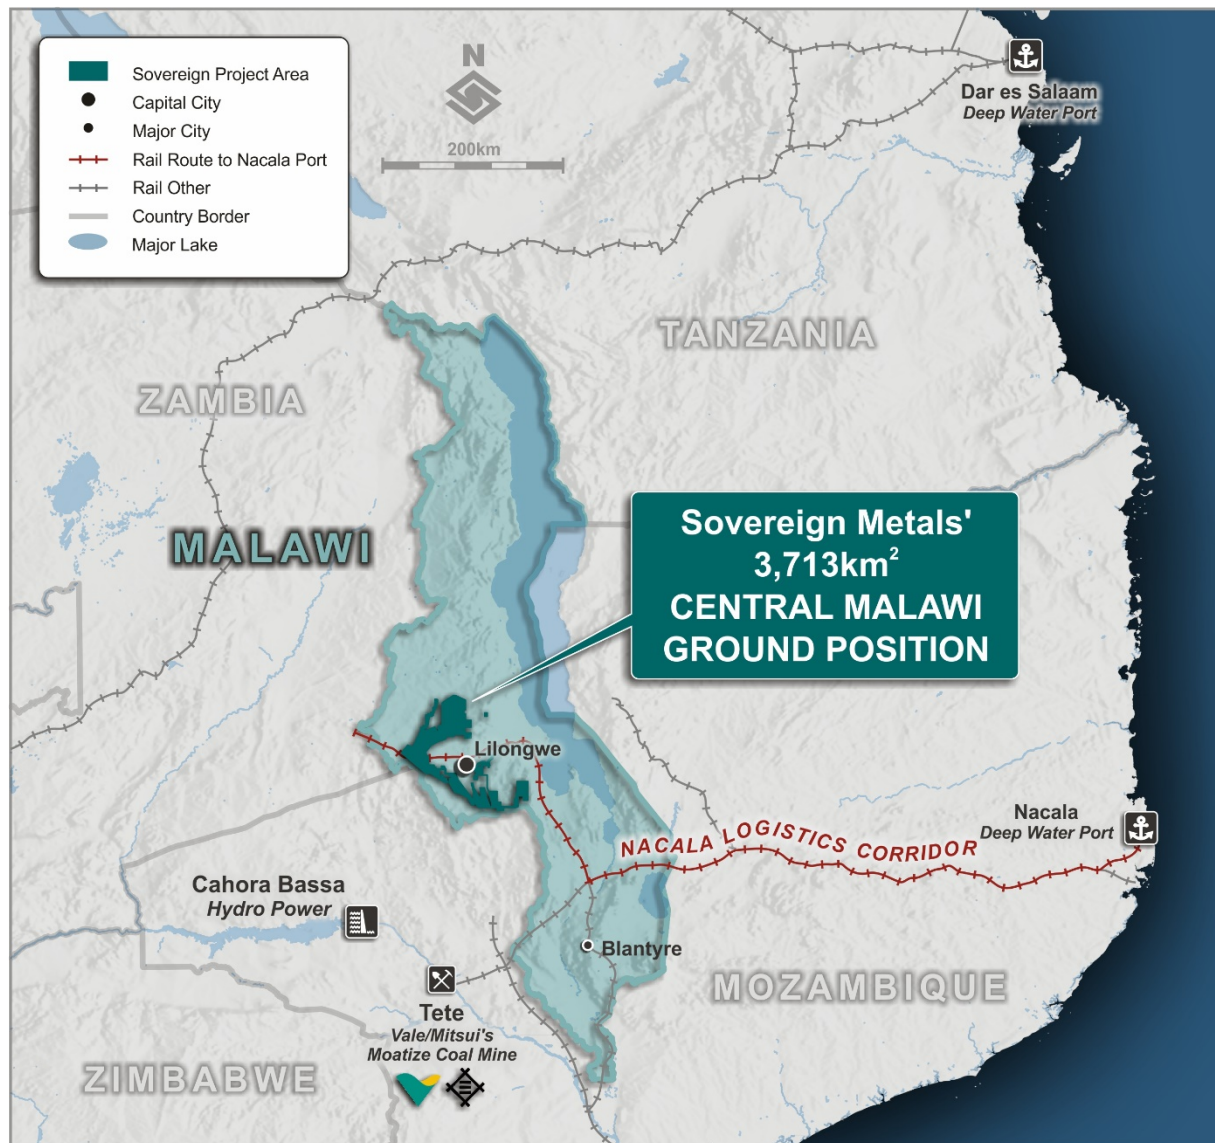 Sovereign Project Area
Capital City
Major City
Rail Route to Nacala Port
Rail Other
Country Border
Major Lake
N
200km
Dar es Salaam
Deep Water Port
TANZANIA
ZAMBIA
MALAWI
Sovereign Metals'
3,713km²
CENTRAL MALAWI
GROUND POSITION
Lilongwe
Nacala
Deep Water Port
NACALA LOGISTICS CORRIDOR
Cahora Bassa
Hydro Power
Blantyre
MOZAMBIQUE
Tete
Vale/Mitsui's
Moatize Coal Mine
ZIMBABWE